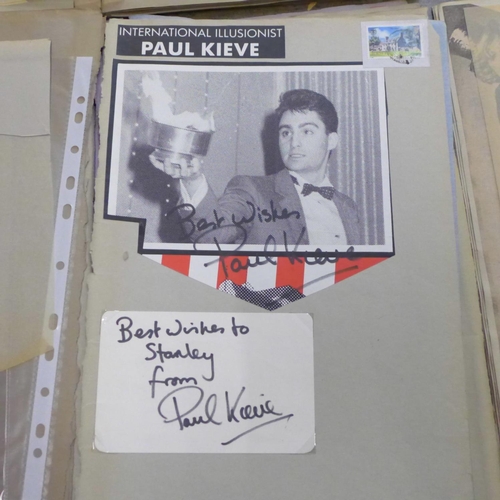 INTERNATIONAL ILLUSIONIST
PAUL KIEVE
Best Wishes
Paul Kieve
Best Wishes to
Stanley
from
Paul Kieve